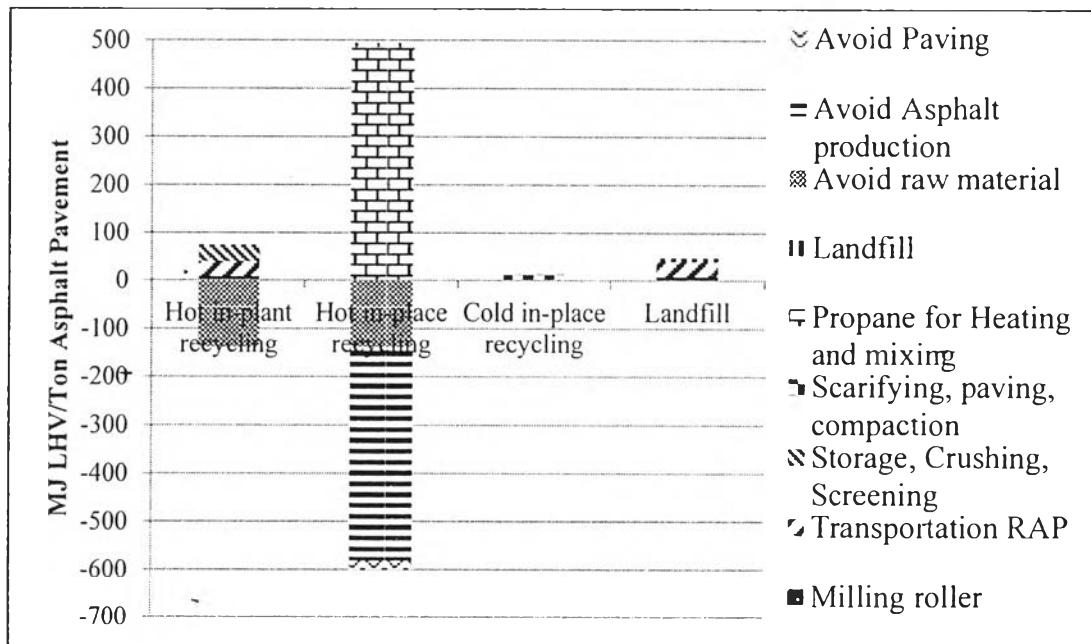 MJ LHV/Ton Asphalt Pavement
500
400
300
200
100
0
-100
-200
-300
-400
-500
-600
-700
Hot in-plant
recycling
Hot in-place
recycling
Cold in-place
recycling
Landfill
Avoid Paving
Avoid Asphalt
production
Avoid raw material
Landfill
Propane for Heating
and mixing
Scarifying, paving,
compaction
Storage, Crushing,
Screening
Transportation RAP
Milling roller